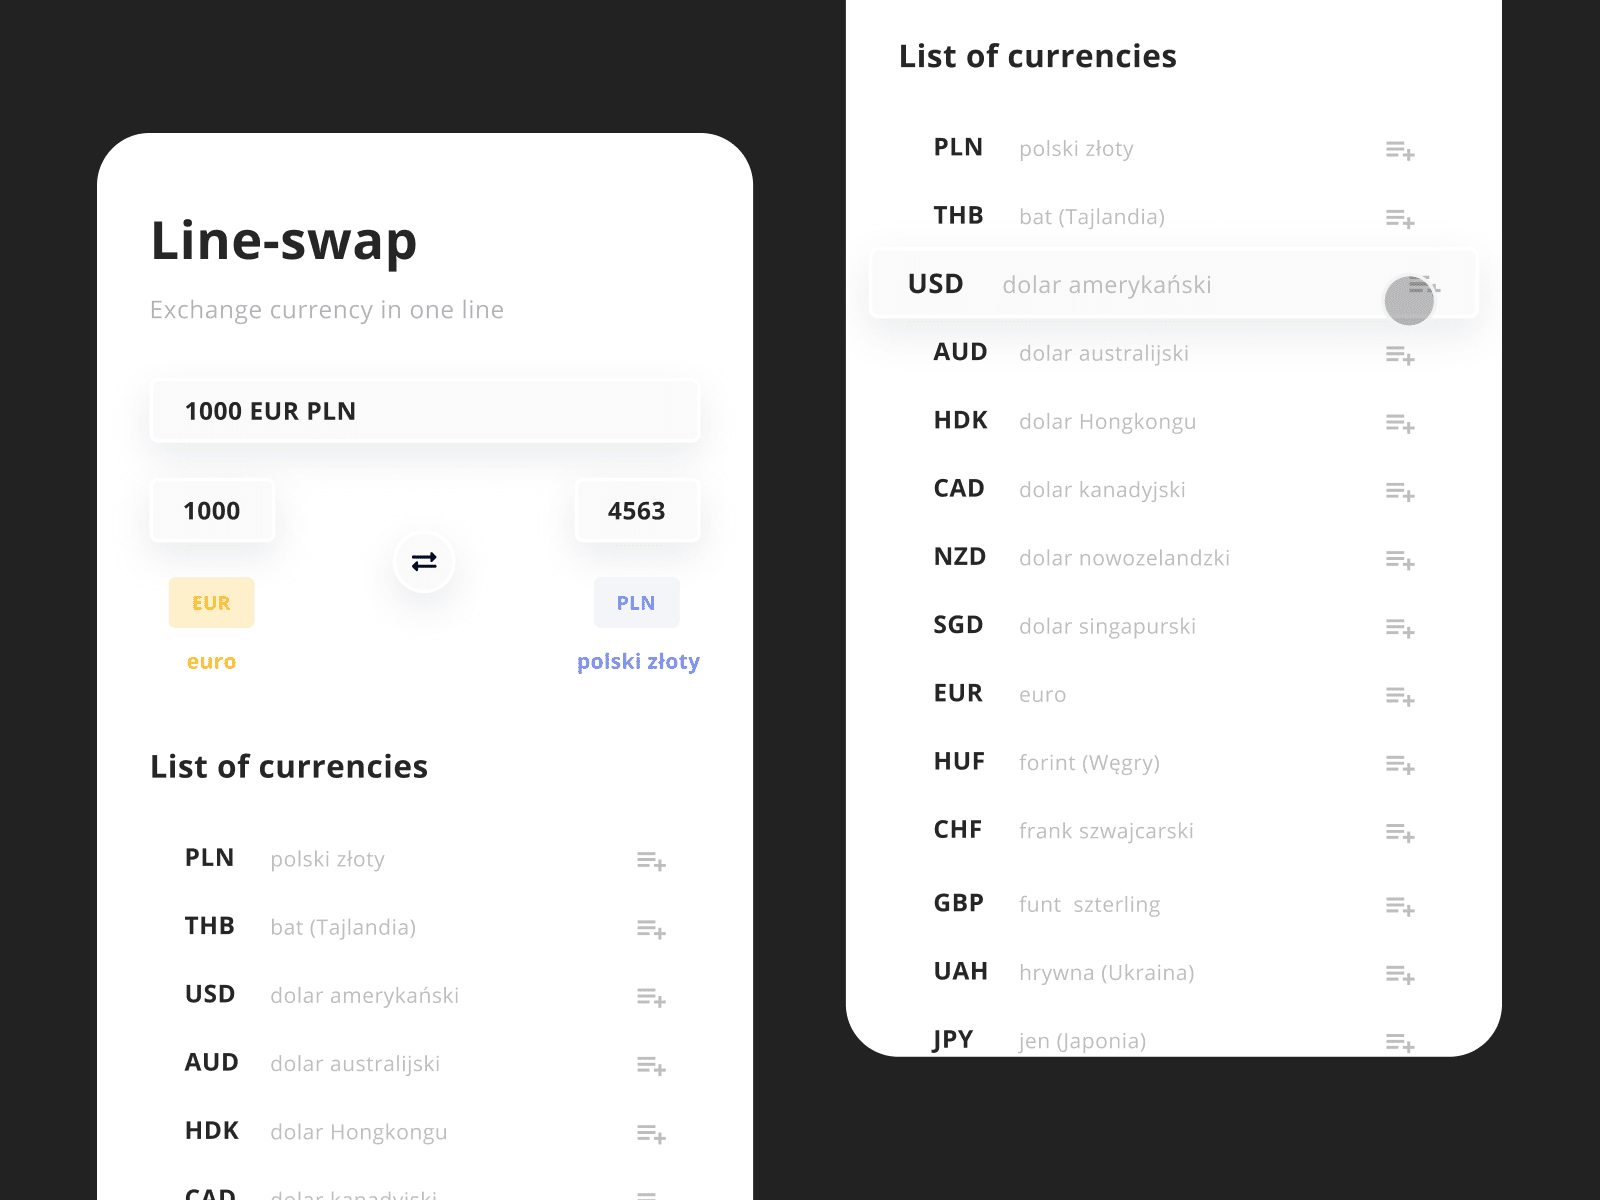 Line-swap
Exchange currency in one line
1000 EUR PLN
1000
4563
EUR
PLN
euro
polski złoty
List of currencies
PLN polski złoty
THB bat (Tajlandia)
USD dolar amerykański
AUD dolar australijski
HDK dolar Hongkongu
CAD dolar kanadyjski
List of currencies
PLN polski złoty
THB bat (Tajlandia)
USD dolar amerykański
AUD dolar australijski
HDK dolar Hongkongu
CAD dolar kanadyjski
NZD dolar nowozelandzki
SGD dolar singapurski
EUR euro
HUF forint (Węgry)
CHF frank szwajcarski
GBP funt szterling
UAH hrywna (Ukraina)
JPY jen (Japonia)